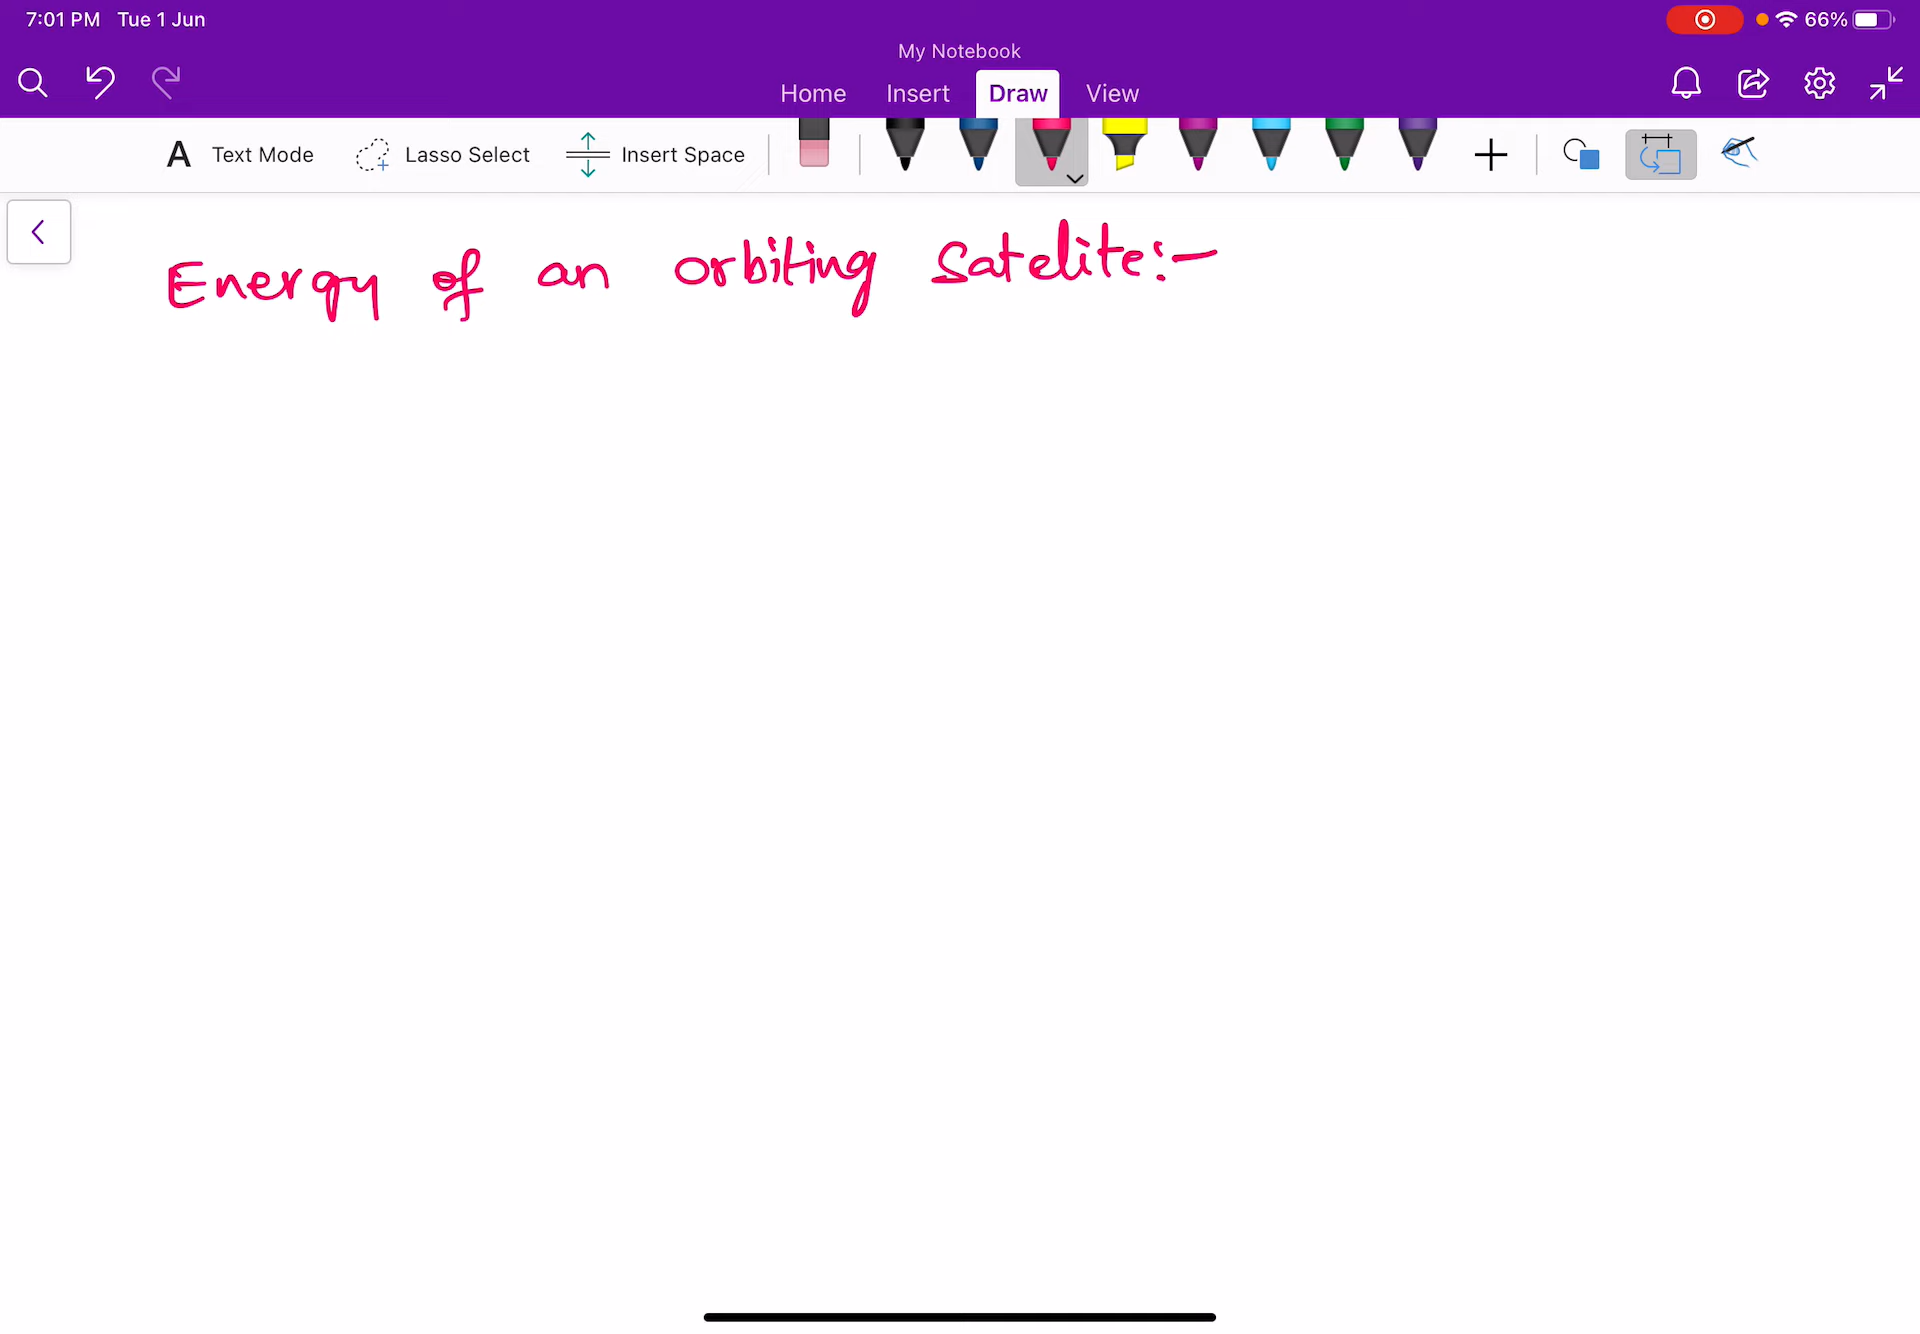 7:01 PM Tue 1 Jun
66%
My Notebook
Home Insert Draw View
A Text Mode Lasso Select Insert Space
Energy of an orbiting Satelite:-